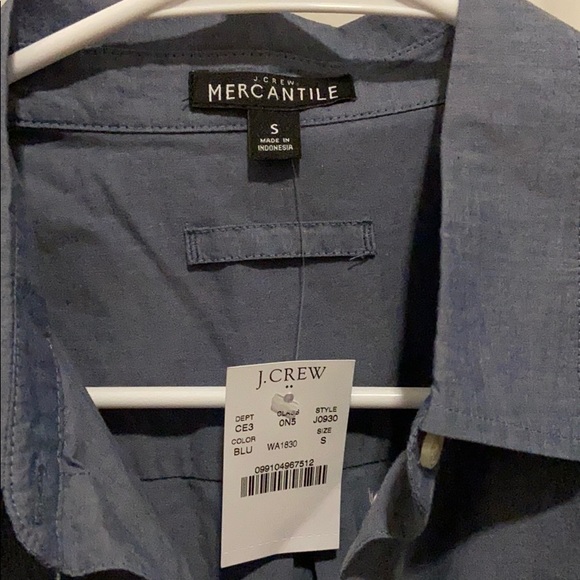 J.CREW
MERCANTILE
S
MADE IN
INDONESIA
J.CREW
DEPT CLASS STYLE
CE3 0N5 J0930
COLOR SIZE
BLU WA1830 S
099104967512